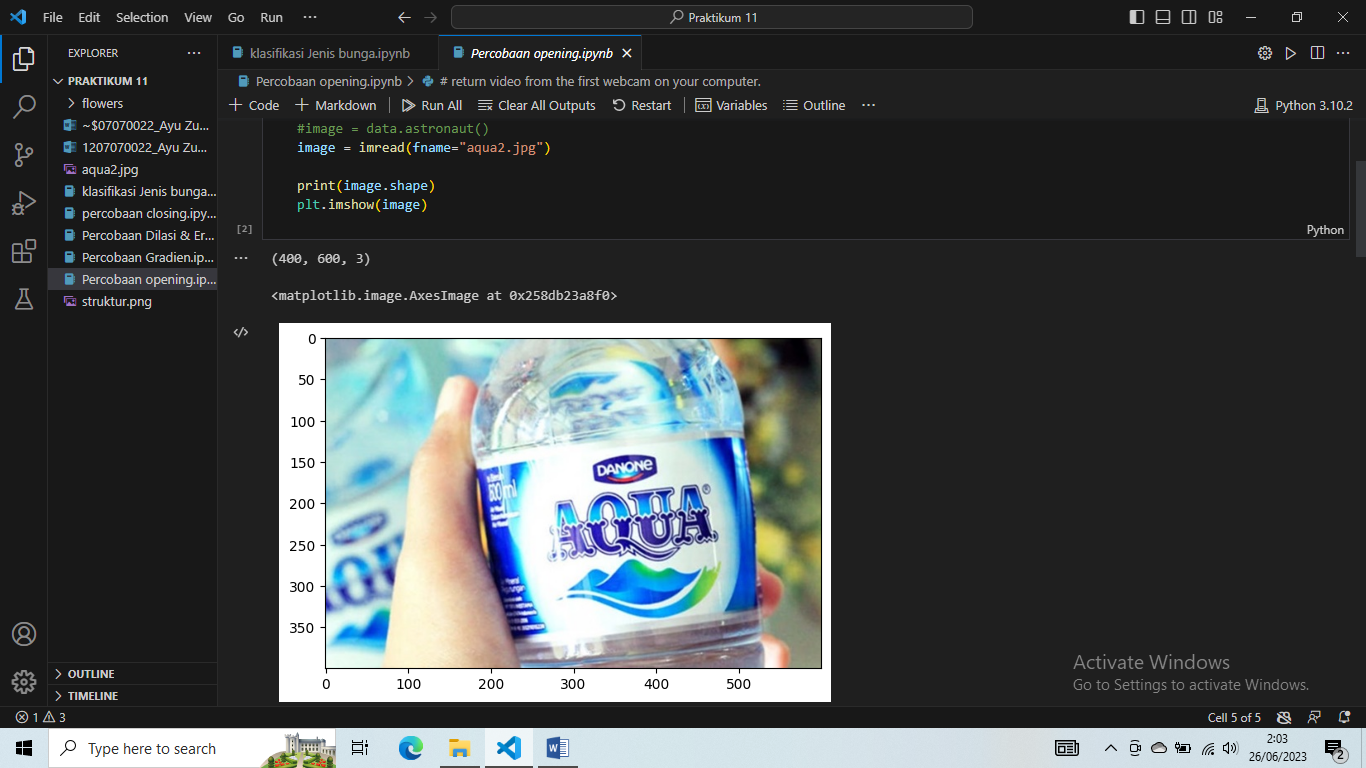 File Edit Selection View Go Run ···
Praktikum 11
EXPLORER ···
PRAKTIKUM 11
flowers
~$07070022_Ayu Zu...
1207070022_Ayu Zu...
aqua2.jpg
klasifikasi Jenis bunga...
percobaan closing.ipy...
Percobaan Dilasi & Er...
Percobaan Gradien.ip...
Percobaan opening.ip...
struktur.png
OUTLINE
TIMELINE
klasifikasi Jenis bunga.ipynb
Percobaan opening.ipynb
Percobaan opening.ipynb > # return video from the first webcam on your computer.
+ Code + Markdown | Run All Clear All Outputs Restart | Variables Outline ···
Python 3.10.2
#image = data.astronaut()
image = imread(fname="aqua2.jpg")
print(image.shape)
plt.imshow(image)
[2]
Python
(400, 600, 3)
<matplotlib.image.AxesImage at 0x258db23a8f0>
0
50
100
150
200
250
300
350
0 100 200 300 400 500
DANONE
AQUA®
600 ml
AQUA
Activate Windows
Go to Settings to activate Windows.
1 3
Cell 5 of 5
Type here to search
2:03
26/06/2023
2